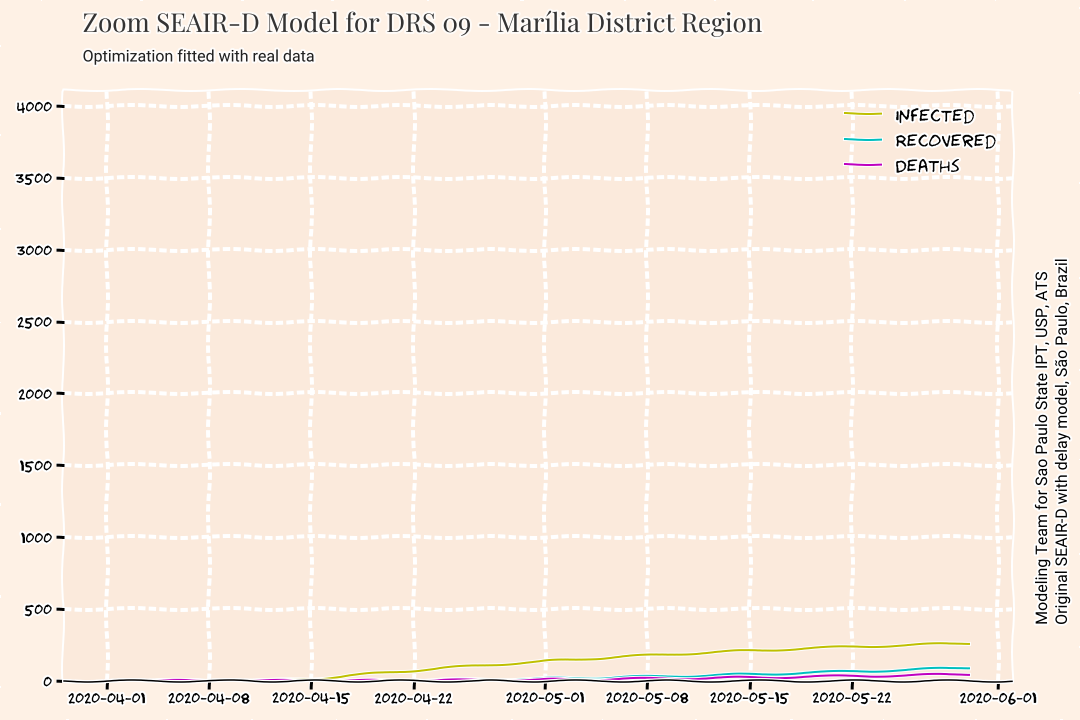 Zoom SEAIR-D Model for DRS 09 - Marília District Region
Optimization fitted with real data
4000
3500
3000
2500
2000
1500
1000
500
0
INFECTED
RECOVERED
DEATHS
2020-04-01 2020-04-08 2020-04-15 2020-04-22 2020-05-01 2020-05-08 2020-05-15 2020-05-22 2020-06-01
Modeling Team for Sao Paulo State IPT, USP, ATS
Original SEAIR-D with delay model, São Paulo, Brazil